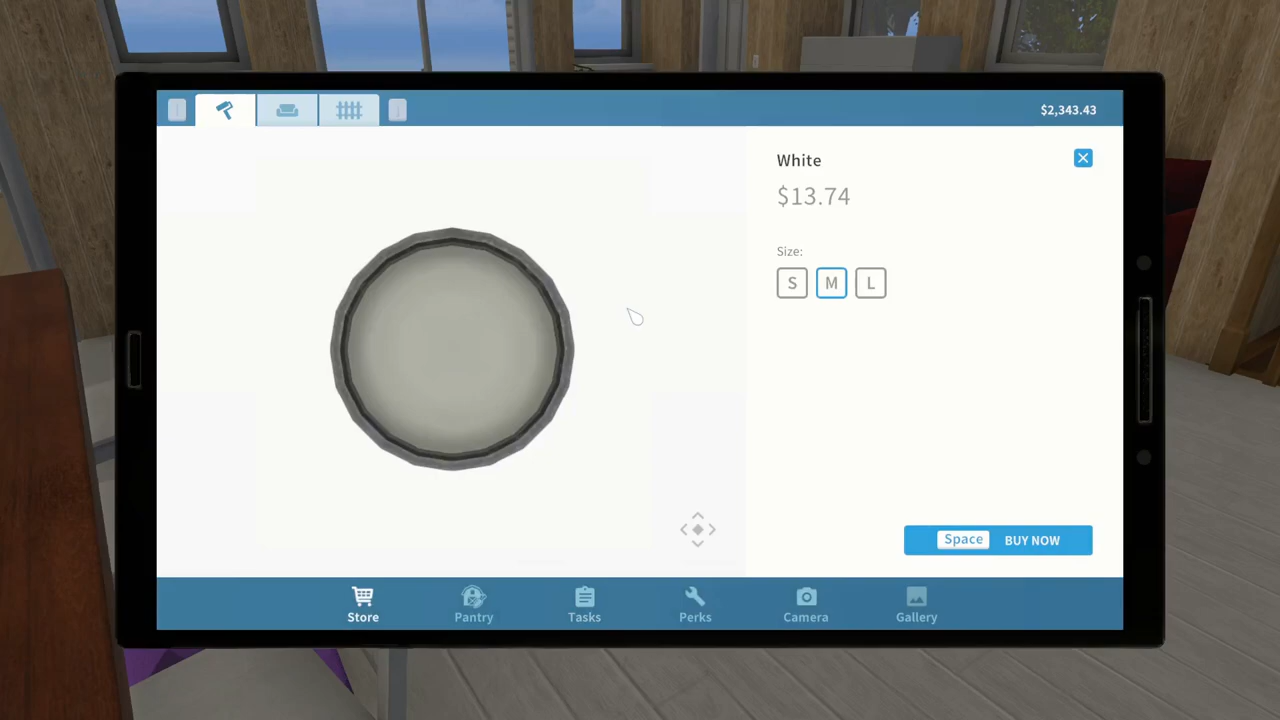 $2,343.43
White
$13.74
Size:
S M L
Space BUY NOW
Store Pantry Tasks Perks Camera Gallery